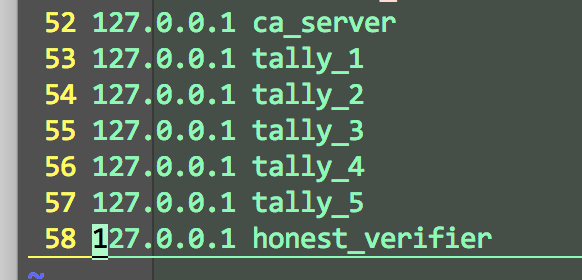 52 127.0.0.1 ca_server
53 127.0.0.1 tally_1
54 127.0.0.1 tally_2
55 127.0.0.1 tally_3
56 127.0.0.1 tally_4
57 127.0.0.1 tally_5
58 127.0.0.1 honest_verifier
~